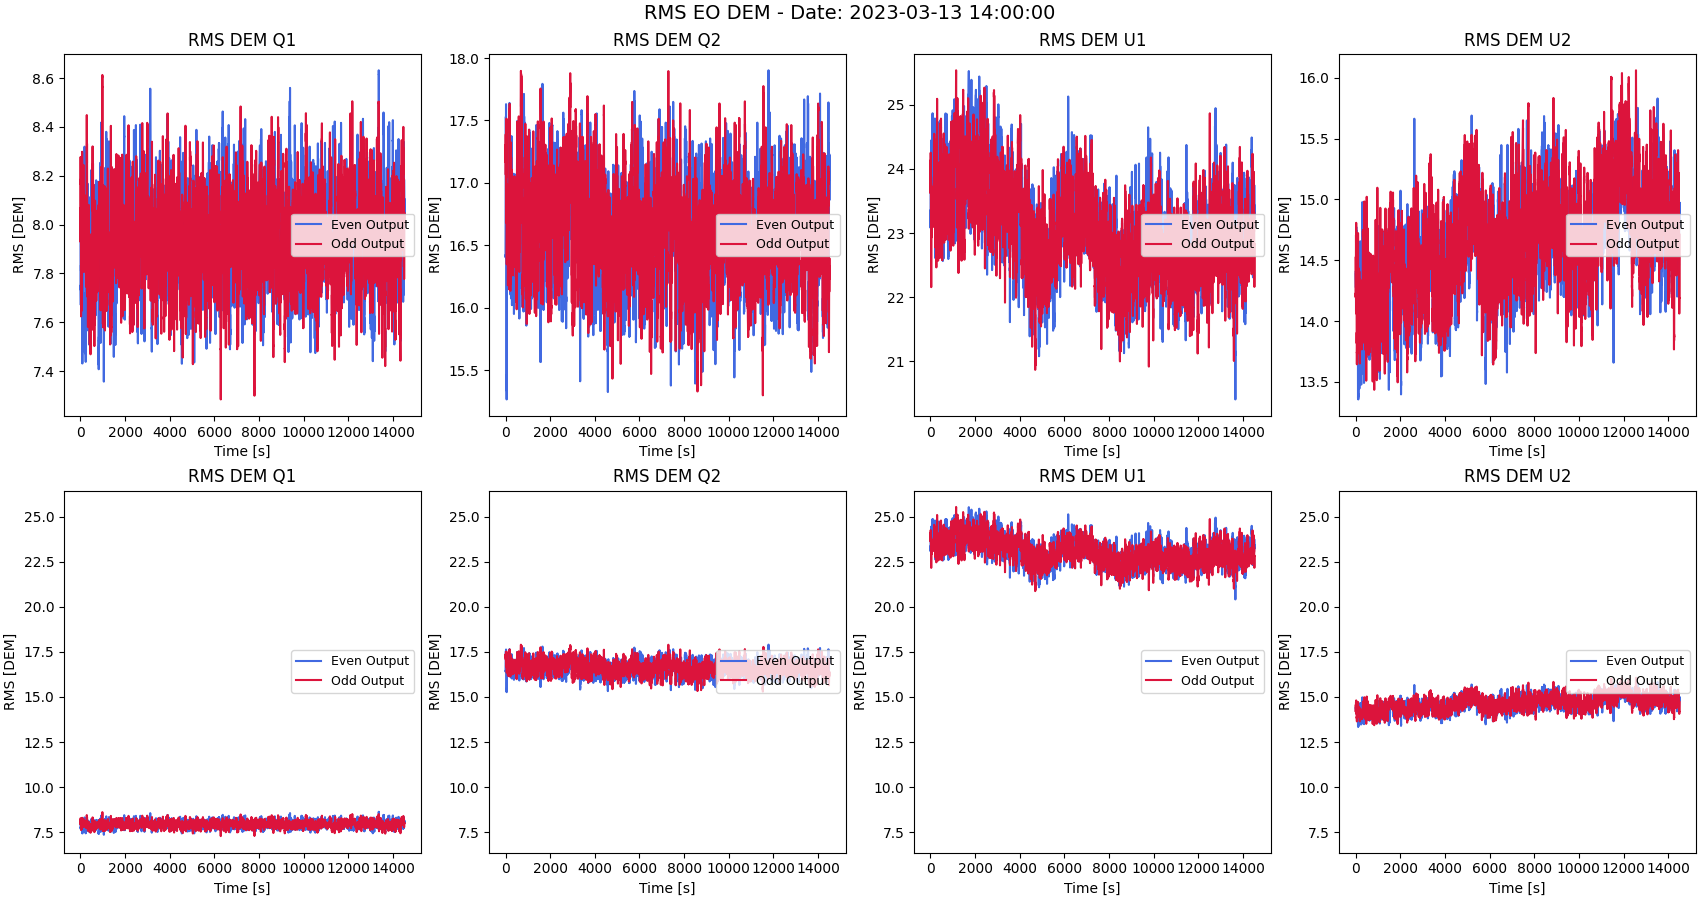 RMS EO DEM - Date: 2023-03-13 14:00:00
RMS DEM Q1
RMS [DEM]
8.6
8.4
8.2
8.0
7.8
7.6
7.4
Even Output
Odd Output
0 2000 4000 6000 8000 10000 12000 14000
Time [s]
RMS DEM Q2
RMS [DEM]
18.0
17.5
17.0
16.5
16.0
15.5
Even Output
Odd Output
0 2000 4000 6000 8000 10000 12000 14000
Time [s]
RMS DEM U1
RMS [DEM]
25
24
23
22
21
Even Output
Odd Output
0 2000 4000 6000 8000 10000 12000 14000
Time [s]
RMS DEM U2
RMS [DEM]
16.0
15.5
15.0
14.5
14.0
13.5
Even Output
Odd Output
0 2000 4000 6000 8000 10000 12000 14000
Time [s]
RMS DEM Q1
RMS [DEM]
25.0
22.5
20.0
17.5
15.0
12.5
10.0
7.5
Even Output
Odd Output
0 2000 4000 6000 8000 10000 12000 14000
Time [s]
RMS DEM Q2
RMS [DEM]
25.0
22.5
20.0
17.5
15.0
12.5
10.0
7.5
Even Output
Odd Output
0 2000 4000 6000 8000 10000 12000 14000
Time [s]
RMS DEM U1
RMS [DEM]
25.0
22.5
20.0
17.5
15.0
12.5
10.0
7.5
Even Output
Odd Output
0 2000 4000 6000 8000 10000 12000 14000
Time [s]
RMS DEM U2
RMS [DEM]
25.0
22.5
20.0
17.5
15.0
12.5
10.0
7.5
Even Output
Odd Output
0 2000 4000 6000 8000 10000 12000 14000
Time [s]